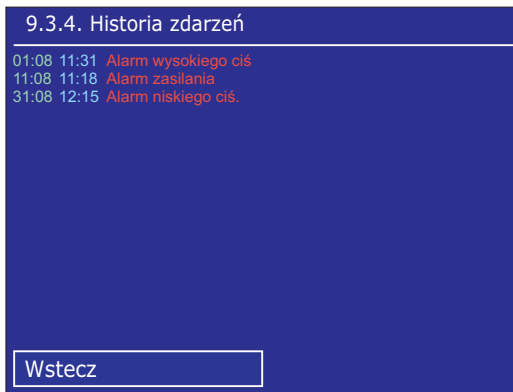 9.3.4. Historia zdarzeń
01:08 11:31 Alarm wysokiego ciś
11:08 11:18 Alarm zasilania
31:08 12:15 Alarm niskiego ciś.
Wstecz